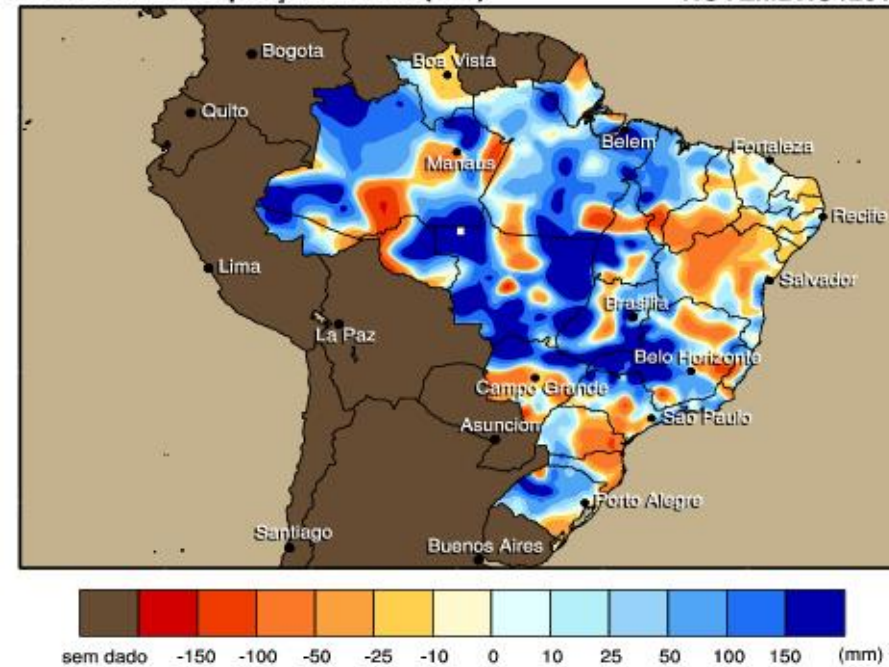 Bogota
Boa Vista
Quito
Belem
Fortaleza
Manaus
Recife
Lima
Salvador
Brasilia
La Paz
Belo Horizonte
Campo Grande
Sao Paulo
Asuncion
Porto Alegre
Santiago
Buenos Aires
sem dado -150 -100 -50 -25 -10 0 10 25 50 100 150 (mm)